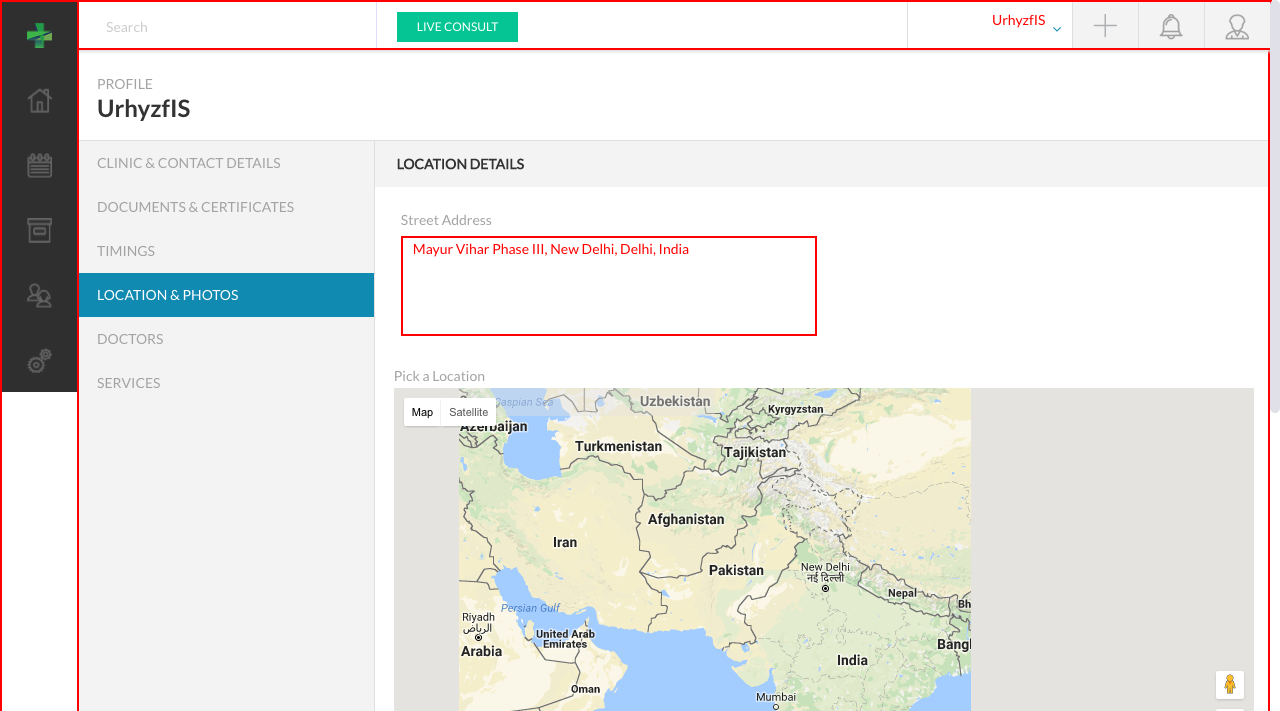 Search
LIVE CONSULT
UrhyzfIS
PROFILE
UrhyzfIS
CLINIC & CONTACT DETAILS
DOCUMENTS & CERTIFICATES
TIMINGS
LOCATION & PHOTOS
DOCTORS
SERVICES
LOCATION DETAILS
Street Address
Mayur Vihar Phase III, New Delhi, Delhi, India
Pick a Location
Map
Satellite
Caspian Sea
Uzbekistan
Kyrgyzstan
Azerbaijan
Turkmenistan
Tajikistan
Afghanistan
Iran
Pakistan
New Delhi
नई दिल्ली
Nepal
Bh
Persian Gulf
Riyadh
الرياض
United Arab
Emirates
Arabia
Bangl
India
Oman
Mumbai